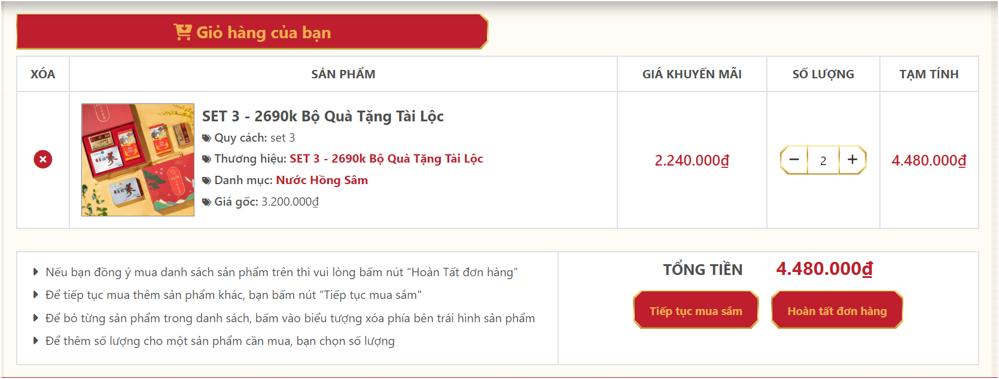 Giỏ hàng của bạn
XÓA
SẢN PHẨM
GIÁ KHUYẾN MÃI
SỐ LƯỢNG
TẠM TÍNH
SET 3 - 2690k Bộ Quà Tặng Tài Lộc
Quy cách: set 3
Thương hiệu: SET 3 - 2690k Bộ Quà Tặng Tài Lộc
Danh mục: Nước Hồng Sâm
Giá gốc: 3.200.000₫
2.240.000₫
2
4.480.000₫
Nếu bạn đồng ý mua danh sách sản phẩm trên thì vui lòng bấm nút “Hoàn Tất đơn hàng”
Để tiếp tục mua thêm sản phẩm khác, bạn bấm nút “Tiếp tục mua sắm"
Để bỏ từng sản phẩm trong danh sách, bấm vào biểu tượng xóa phía bên trái hình sản phẩm
Để thêm số lượng cho một sản phẩm cần mua, bạn chọn số lượng
TỔNG TIỀN 4.480.000₫
Tiếp tục mua sắm
Hoàn tất đơn hàng